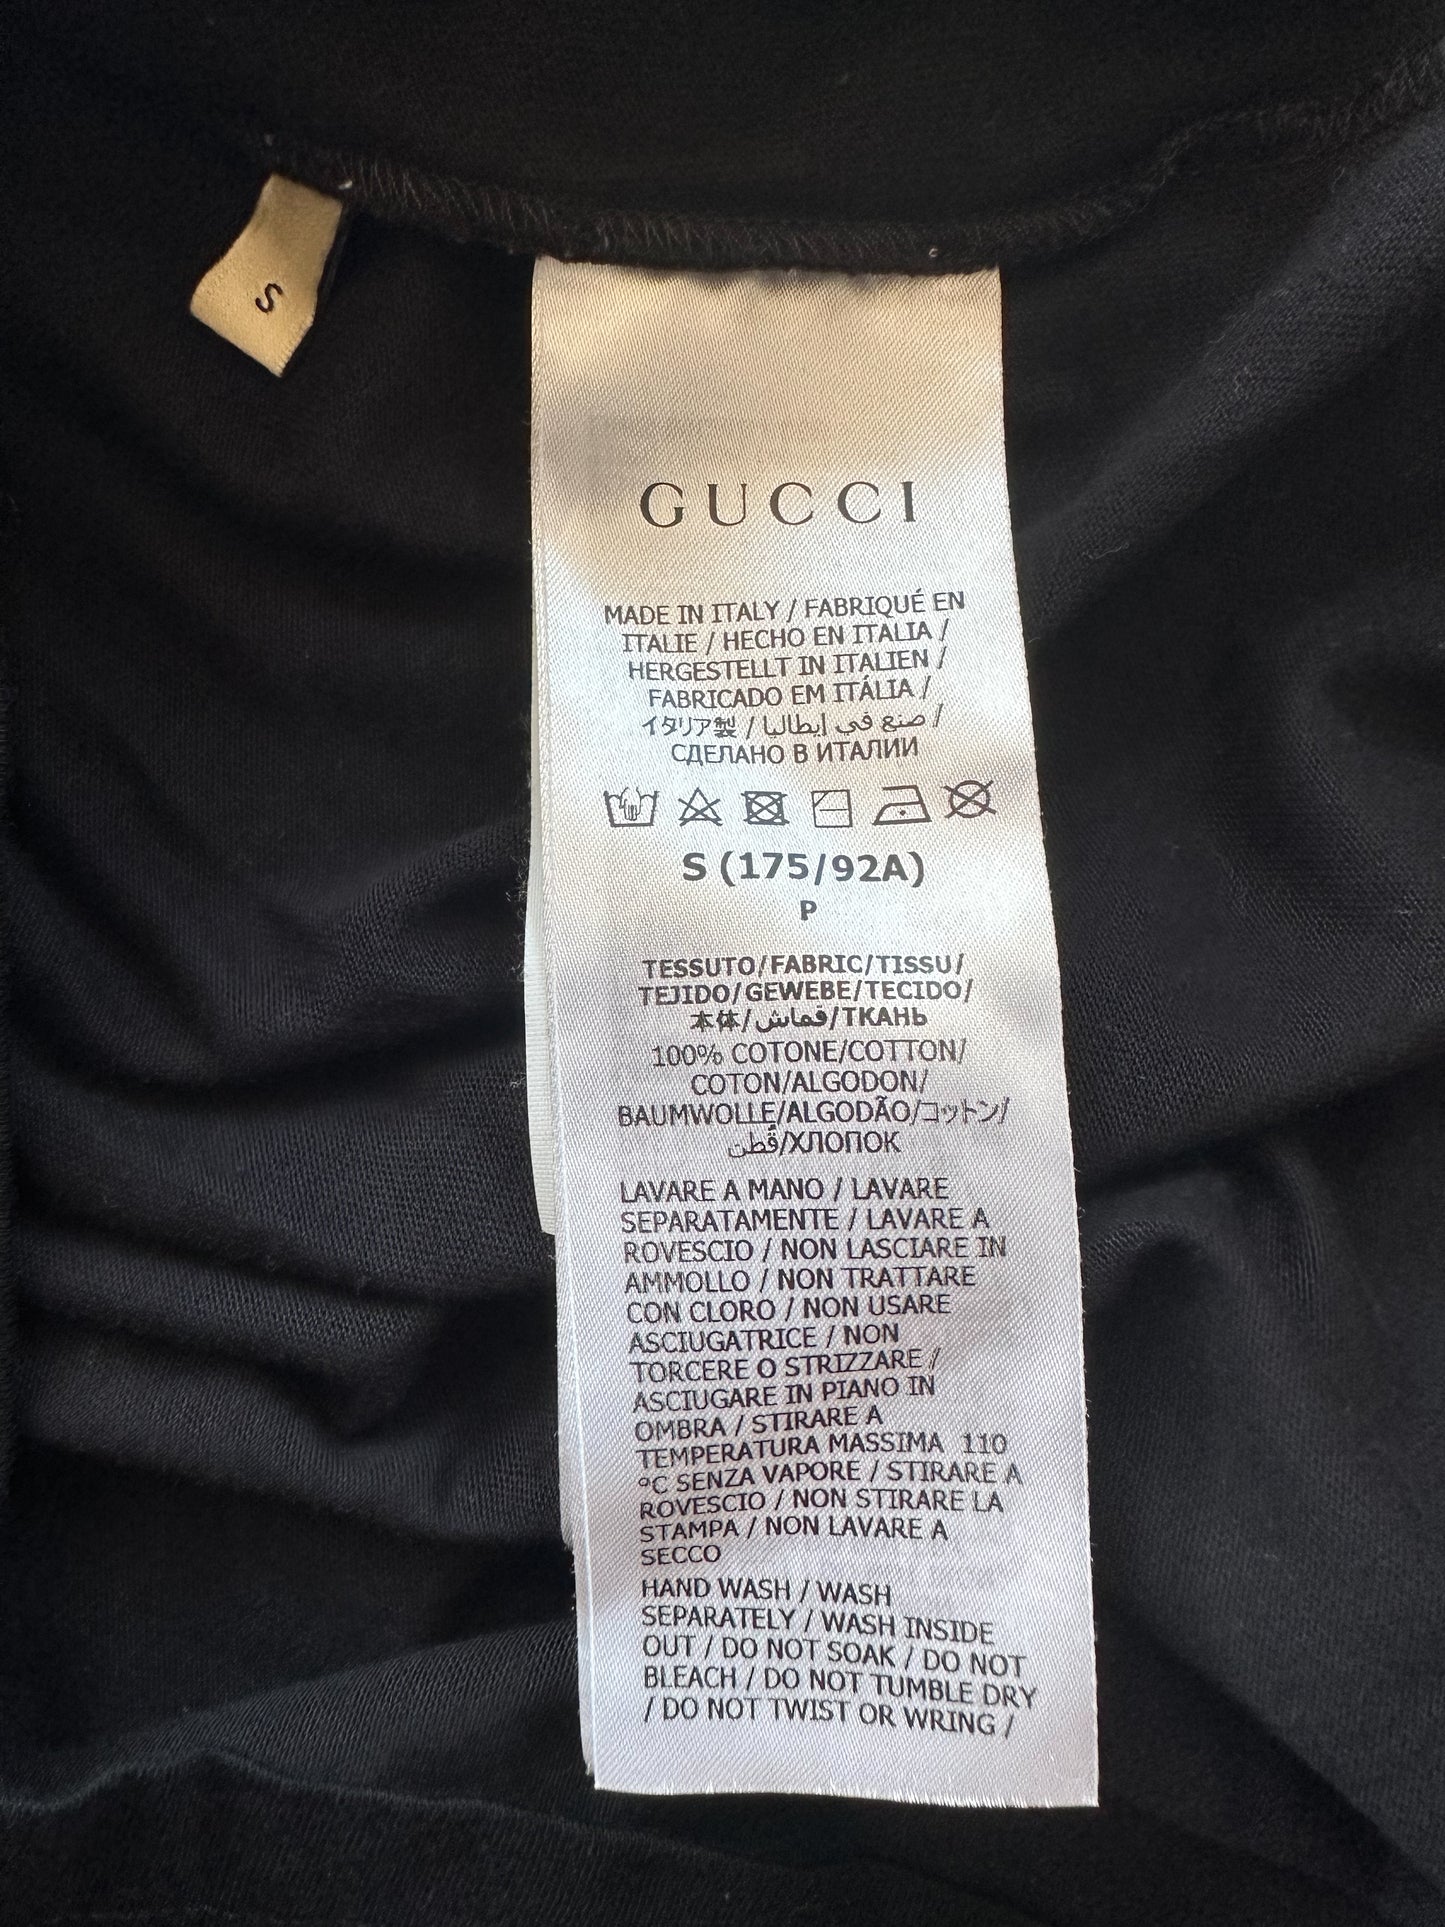 S
GUCCI
MADE IN ITALY / FABRIQUÉ EN
ITALIE / HECHO EN ITALIA /
HERGESTELLT IN ITALIEN /
FABRICADO EM ITÁLIA /
イタリア製 / صنع في إيطاليا /
СДЕЛАНО В ИТАЛИИ
S (175/92A)
P
TESSUTO/FABRIC/TISSU/
TEJIDO/GEWEBE/TECIDO/
本体/قماش/ТКАНЬ
100% COTONE/COTTON/
COTON/ALGODON/
BAUMWOLLE/ALGODÃO/コットン/
قُطن/ХЛОПОК
LAVARE A MANO / LAVARE
SEPARATAMENTE / LAVARE A
ROVESCIO / NON LASCIARE IN
AMMOLLO / NON TRATTARE
CON CLORO / NON USARE
ASCIUGATRICE / NON
TORCERE O STRIZZARE /
ASCIUGARE IN PIANO IN
OMBRA / STIRARE A
TEMPERATURA MASSIMA 110
°C SENZA VAPORE / STIRARE A
ROVESCIO / NON STIRARE LA
STAMPA / NON LAVARE A
SECCO
HAND WASH / WASH
SEPARATELY / WASH INSIDE
OUT / DO NOT SOAK / DO NOT
BLEACH / DO NOT TUMBLE DRY
/ DO NOT TWIST OR WRING /